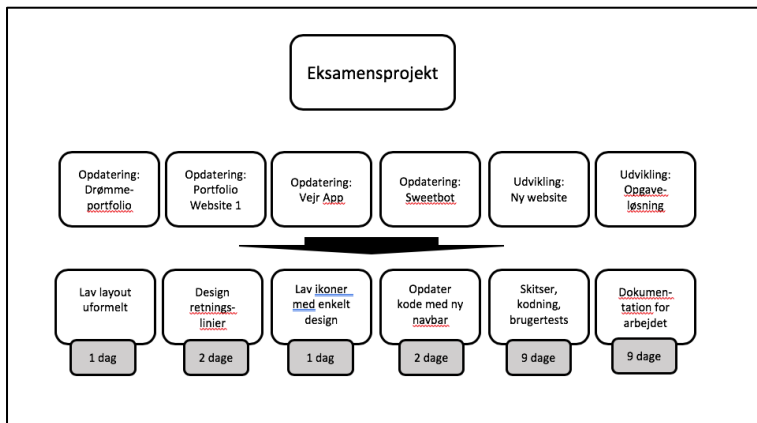 Eksamensprojekt
Opdatering:
Drømme-
portfolio
Opdatering:
Portfolio
Website 1
Opdatering:
Vejr App
Opdatering:
Sweetbot
Udvikling:
Ny website
Udvikling:
Opgave-
løsning
Lav layout
uformelt
1 dag
Design
retnings-
linier
2 dage
Lav ikoner
med enkelt
design
1 dag
Opdater
kode med ny
navbar
2 dage
Skitser,
kodning,
brugertests
9 dage
Dokumen-
tation for
arbejdet
9 dage